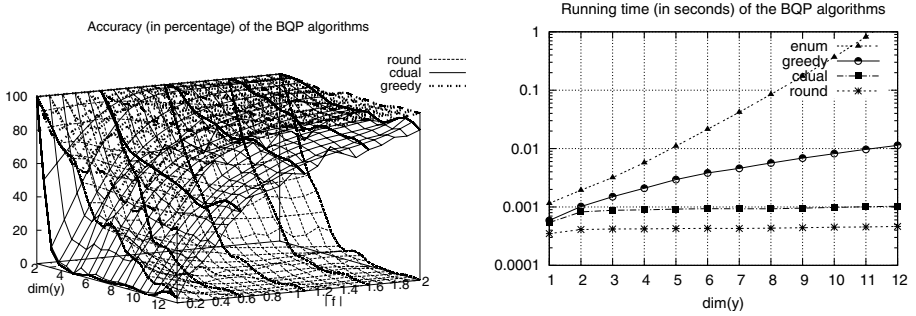 Accuracy (in percentage) of the BQP algorithms
round
cdual
greedy
100
80
60
40
20
0
2
4
6
8
10
12
dim(y)
0.2 0.4 0.6 0.8 1 1.2 1.4 1.6 1.8 2
|f|
Running time (in seconds) of the BQP algorithms
enum
greedy
cdual
round
1
0.1
0.01
0.001
0.0001
1 2 3 4 5 6 7 8 9 10 11 12
dim(y)